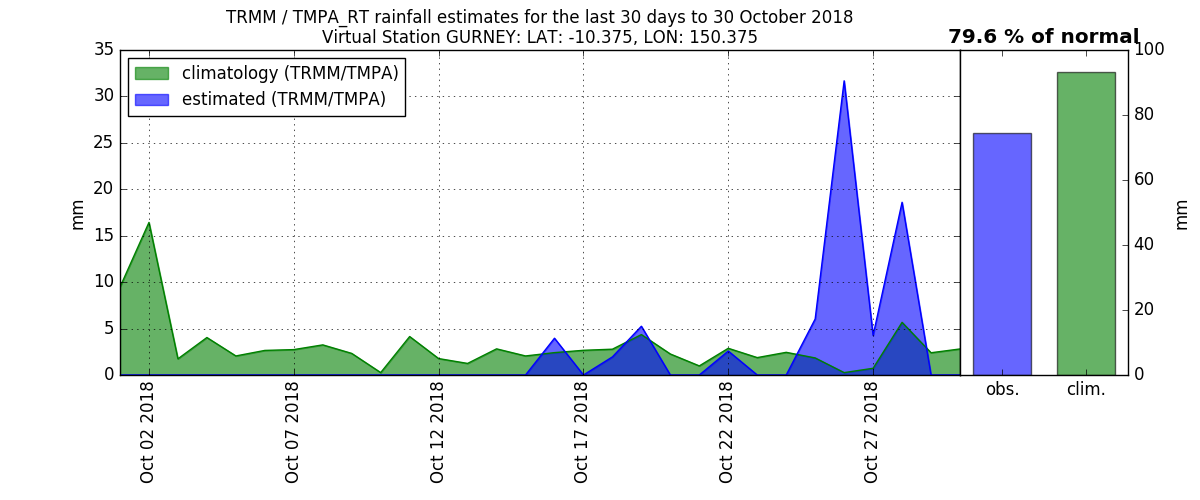 TRMM / TMPA_RT rainfall estimates for the last 30 days to 30 October 2018
Virtual Station GURNEY: LAT: -10.375, LON: 150.375
79.6 % of normal
climatology (TRMM/TMPA)
estimated (TRMM/TMPA)
35
30
25
20
15
10
5
0
mm
Oct 02 2018
Oct 07 2018
Oct 12 2018
Oct 17 2018
Oct 22 2018
Oct 27 2018
obs.
clim.
100
80
60
40
20
0
mm